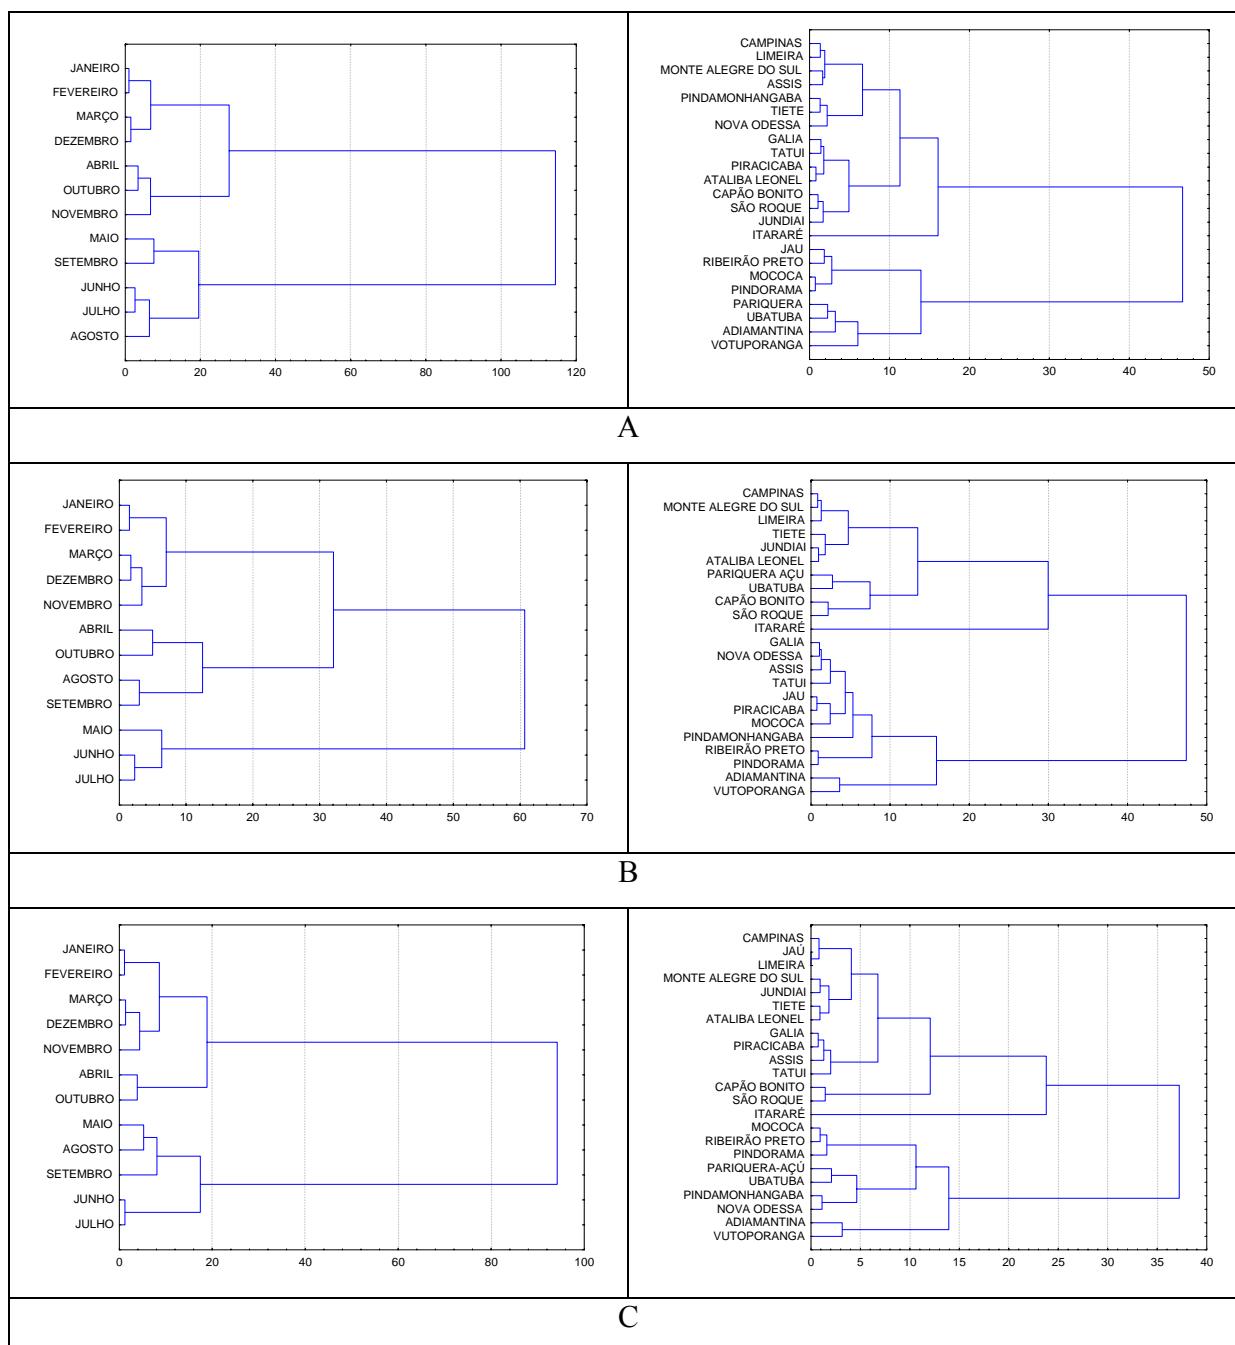 JANEIRO
FEVEREIRO
MARÇO
DEZEMBRO
ABRIL
OUTUBRO
NOVEMBRO
MAIO
SETEMBRO
JUNHO
JULHO
AGOSTO
0 20 40 60 80 100 120
CAMPINAS
LIMEIRA
MONTE ALEGRE DO SUL
ASSIS
PINDAMONHANGABA
TIETE
NOVA ODESSA
GALIA
TATUI
PIRACICABA
ATALIBA LEONEL
CAPÃO BONITO
SÃO ROQUE
JUNDIAI
ITARARÉ
JAU
RIBEIRÃO PRETO
MOCOCA
PINDORAMA
PARIQUERA
UBATUBA
ADIAMANTINA
VOTUPORANGA
0 10 20 30 40 50
A
JANEIRO
FEVEREIRO
MARÇO
DEZEMBRO
NOVEMBRO
ABRIL
OUTUBRO
AGOSTO
SETEMBRO
MAIO
JUNHO
JULHO
0 10 20 30 40 50 60 70
CAMPINAS
MONTE ALEGRE DO SUL
LIMEIRA
TIETE
JUNDIAI
ATALIBA LEONEL
PARIQUERA AÇU
UBATUBA
CAPÃO BONITO
SÃO ROQUE
ITARARÉ
GALIA
NOVA ODESSA
ASSIS
TATUI
JAU
PIRACICABA
MOCOCA
PINDAMONHANGABA
RIBEIRÃO PRETO
PINDORAMA
ADIAMANTINA
VUTOPORANGA
0 10 20 30 40 50
B
JANEIRO
FEVEREIRO
MARÇO
DEZEMBRO
NOVEMBRO
ABRIL
OUTUBRO
MAIO
AGOSTO
SETEMBRO
JUNHO
JULHO
0 20 40 60 80 100
CAMPINAS
JAÚ
LIMEIRA
MONTE ALEGRE DO SUL
JUNDIAI
TIETE
ATALIBA LEONEL
GALIA
PIRACICABA
ASSIS
TATUI
CAPÃO BONITO
SÃO ROQUE
ITARARÉ
MOCOCA
RIBEIRÃO PRETO
PINDORAMA
PARIQUERA-AÇÚ
UBATUBA
PINDAMONHANGABA
NOVA ODESSA
ADIAMANTINA
VUTOPORANGA
0 5 10 15 20 25 30 35 40
C